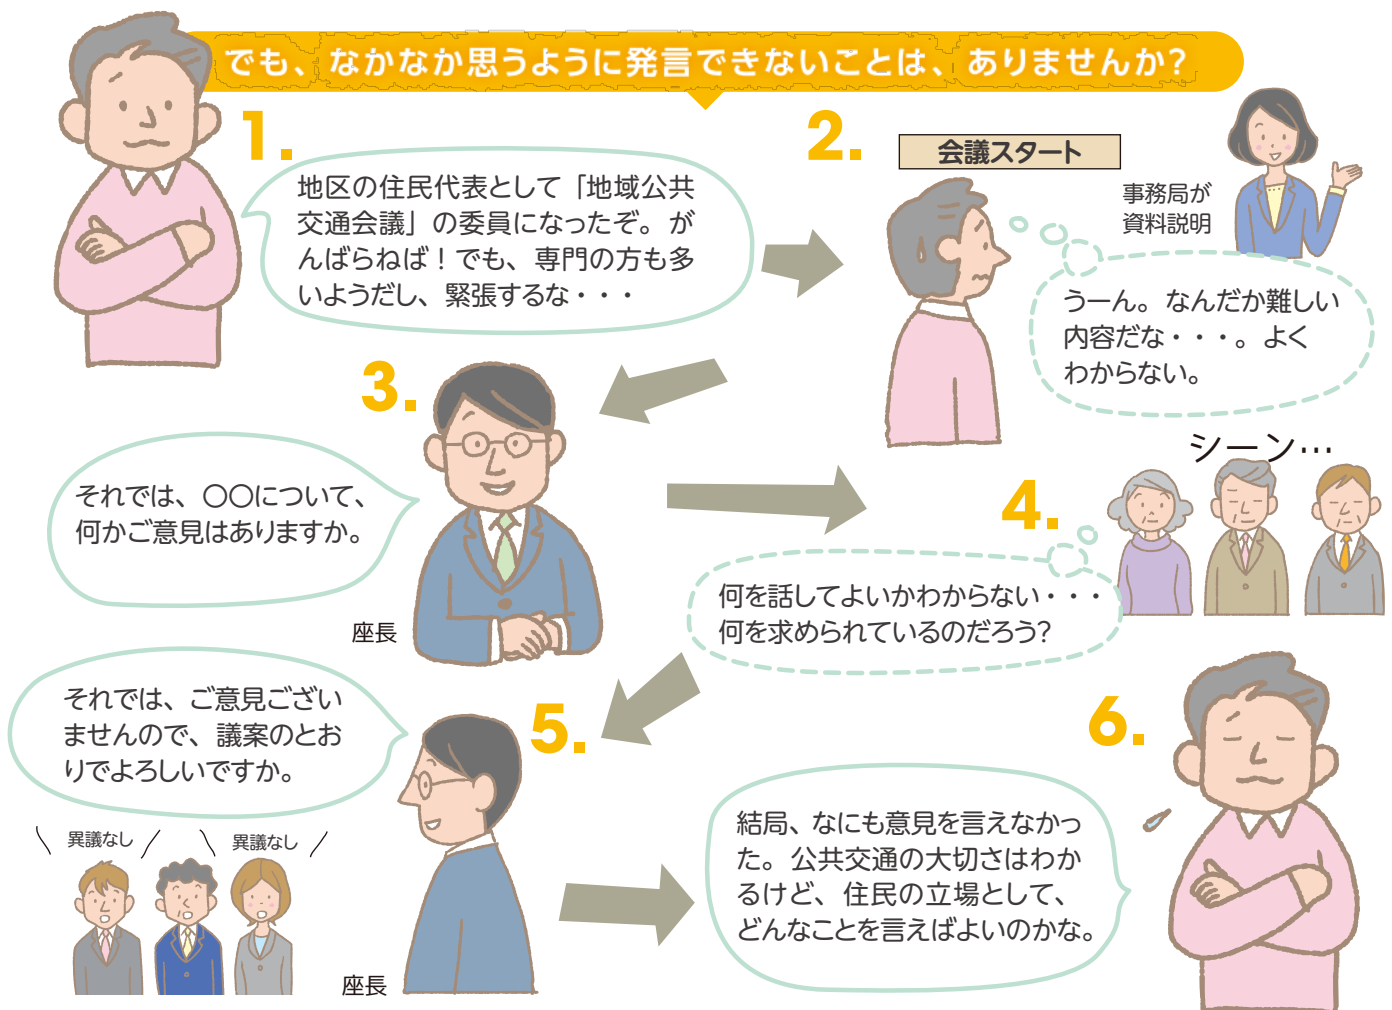 でも、なかなか思うように発言できないことは、ありませんか?
1.
地区の住民代表として「地域公共
交通会議」の委員になったぞ。が
んばらねば！でも、専門の方も多
いようだし、緊張するな・・・
2.
会議スタート
事務局が
資料説明
うーん。なんだか難しい
内容だな・・・。よく
わからない。
3.
それでは、〇〇について、
何かご意見はありますか。
座長
シーン…
4.
何を話してよいかわからない・・・
何を求められているのだろう?
5.
それでは、ご意見ござい
ませんので、議案のとお
りでよろしいですか。
異議なし
異議なし
座長
6.
結局、なにも意見を言えなかっ
た。公共交通の大切さはわか
るけど、住民の立場として、
どんなことを言えばよいのかな。